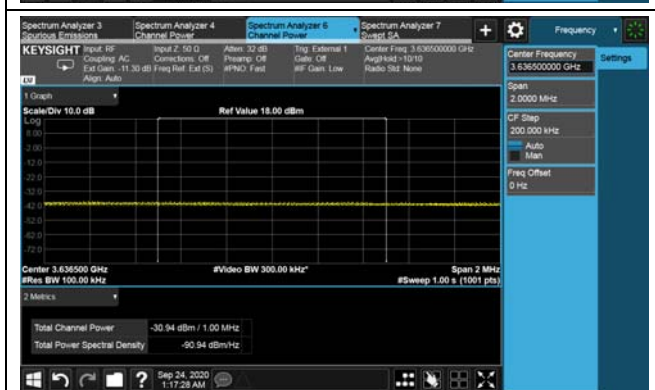 Spectrum Analyzer 3
Spurious Emissions
Spectrum Analyzer 4
Channel Power
Spectrum Analyzer 6
Channel Power
Spectrum Analyzer 7
Swept SA
+
Frequency
KEYSIGHT
Input: RF
Coupling: AC
Ext Gain: -11.30 dB
Align: Auto
Input Z: 50 Ω
Corrections: Off
Freq Ref: Ext (S)
Atten: 32 dB
Preamp: Off
#PNO: Fast
Trig: External 1
Gate: Off
#IF Gain: Low
Center Freq: 3.636500000 GHz
Avg|Hold:>10/10
Radio Std: None
LV
Center Frequency
3.636500000 GHz
Settings
Span
2.0000 MHz
CF Step
200.000 kHz
Auto
Man
Freq Offset
0 Hz
1 Graph
Scale/Div 10.0 dB
Ref Value 18.00 dBm
Log
8.00
-2.00
-12.0
-22.0
-32.0
-42.0
-52.0
-62.0
-72.0
Center 3.636500 GHz
#Video BW 300.00 kHz*
Span 2 MHz
#Res BW 100.00 kHz
#Sweep 1.00 s (1001 pts)
2 Metrics
Total Channel Power -30.94 dBm / 1.00 MHz
Total Power Spectral Density -90.94 dBm/Hz
?
Sep 24, 2020
1:17:28 AM